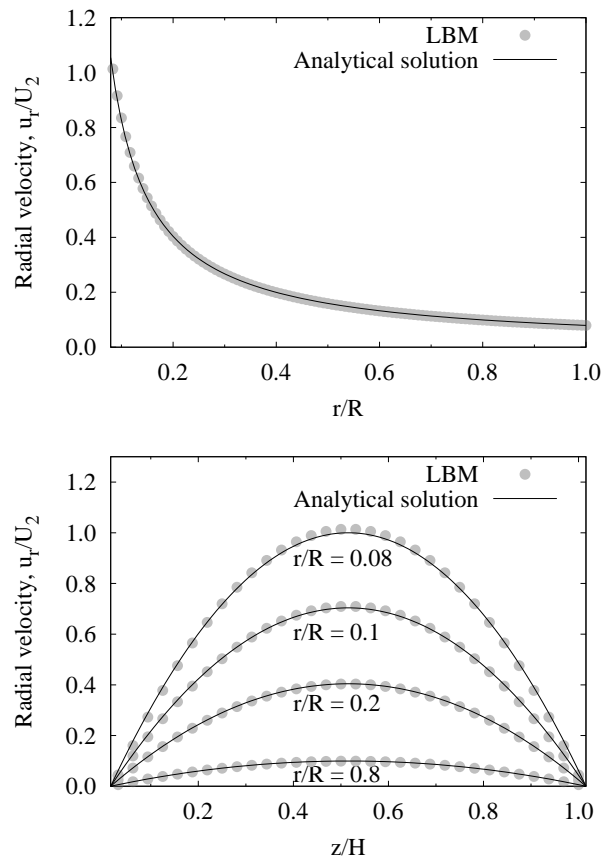 LBM
Analytical solution
Radial velocity, u_r/U_2
1.2
1.0
0.8
0.6
0.4
0.2
0.0
0.2 0.4 0.6 0.8 1.0
r/R
LBM
Analytical solution
Radial velocity, u_r/U_2
1.2
1.0
0.8
0.6
0.4
0.2
0.0
r/R = 0.08
r/R = 0.1
r/R = 0.2
r/R = 0.8
0.2 0.4 0.6 0.8 1.0
z/H